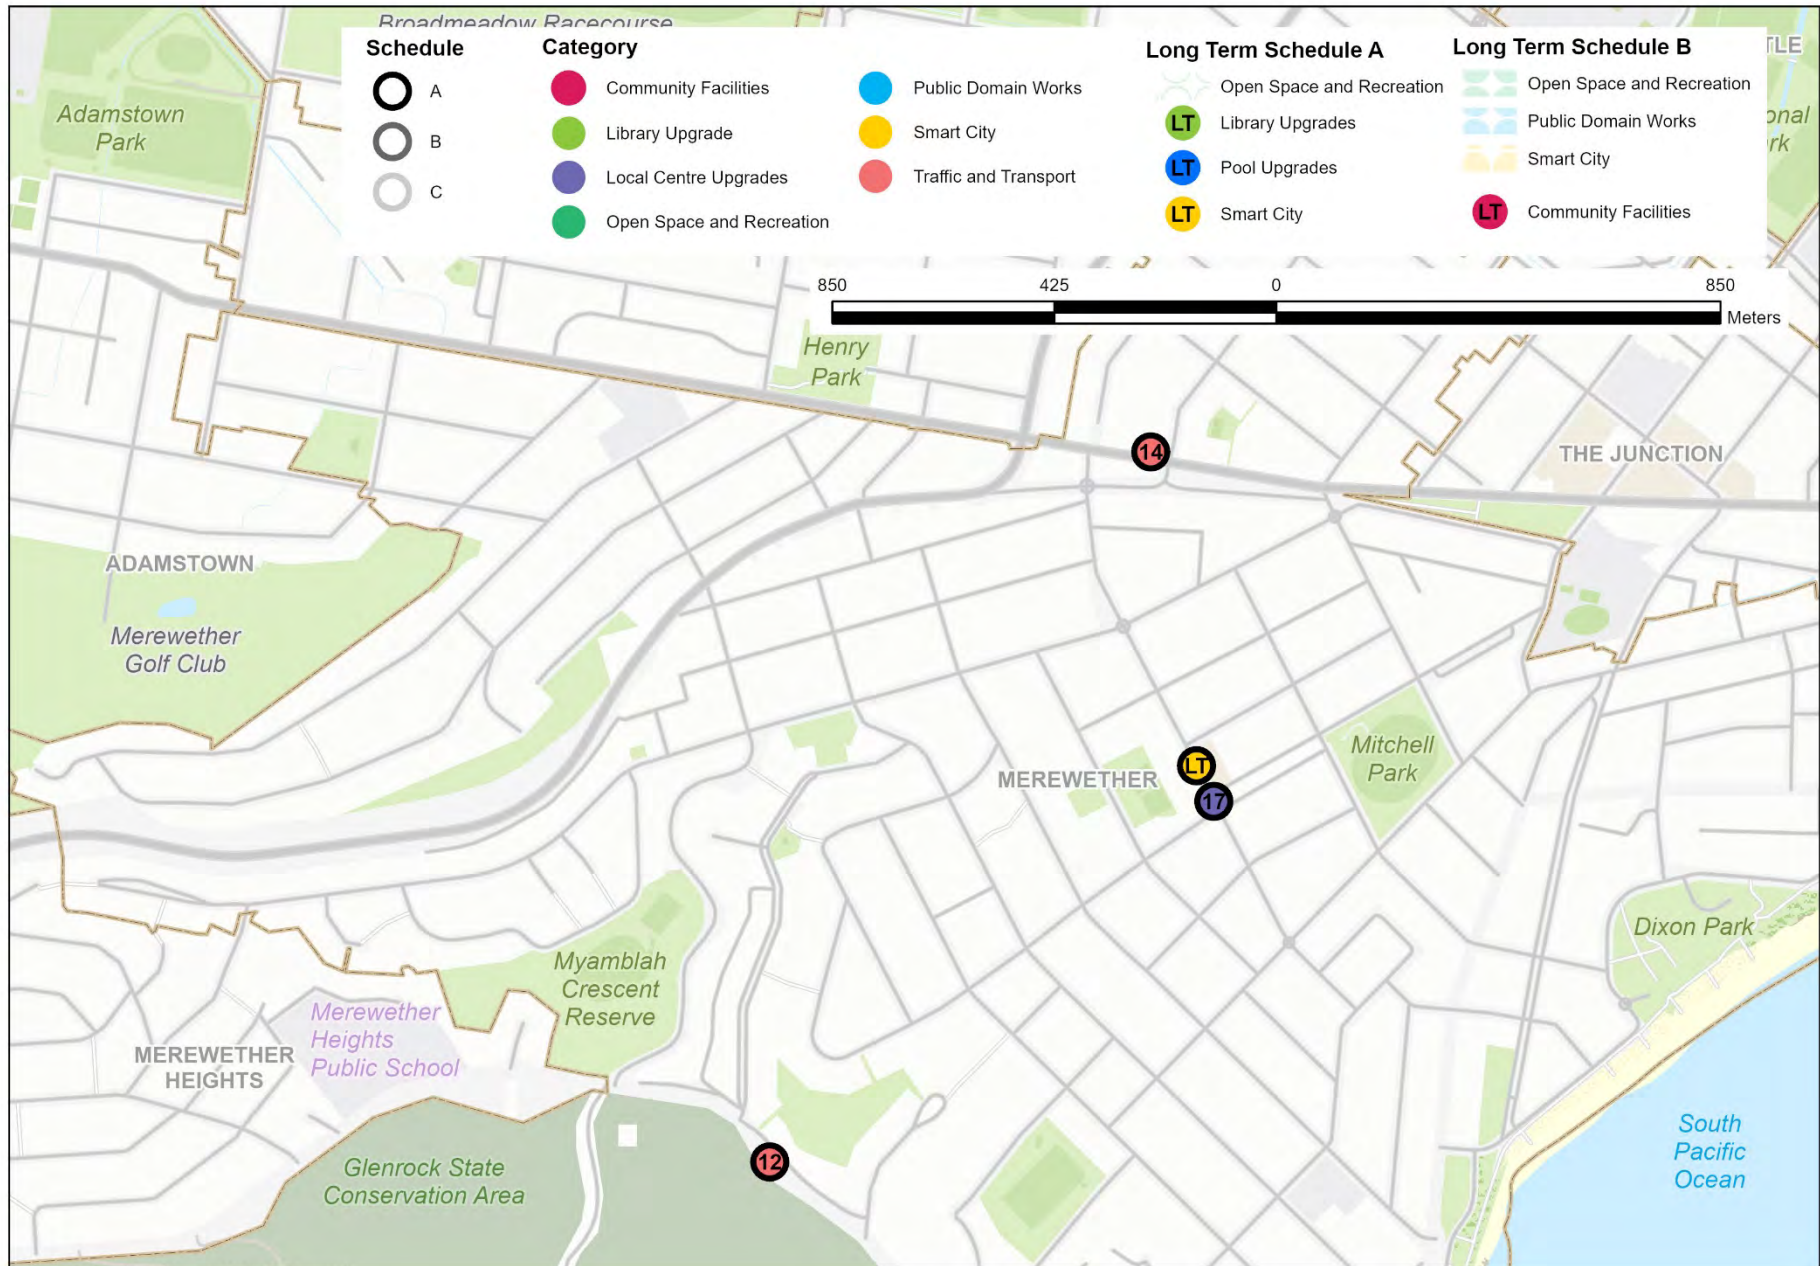 Broadmeadow Racecourse
Schedule
A
B
C
Category
Community Facilities
Library Upgrade
Local Centre Upgrades
Open Space and Recreation
Public Domain Works
Smart City
Traffic and Transport
Long Term Schedule A
Open Space and Recreation
LT Library Upgrades
LT Pool Upgrades
LT Smart City
Long Term Schedule B
Open Space and Recreation
Public Domain Works
Smart City
LT Community Facilities
850 425 0 850
Meters
Adamstown
Park
Henry
Park
14
THE JUNCTION
ADAMSTOWN
Merewether
Golf Club
Mitchell
Park
LT
MEREWETHER
17
Dixon Park
Myamblah
Crescent
Reserve
Merewether
Heights
Public School
MEREWETHER
HEIGHTS
South
Pacific
Ocean
12
Glenrock State
Conservation Area